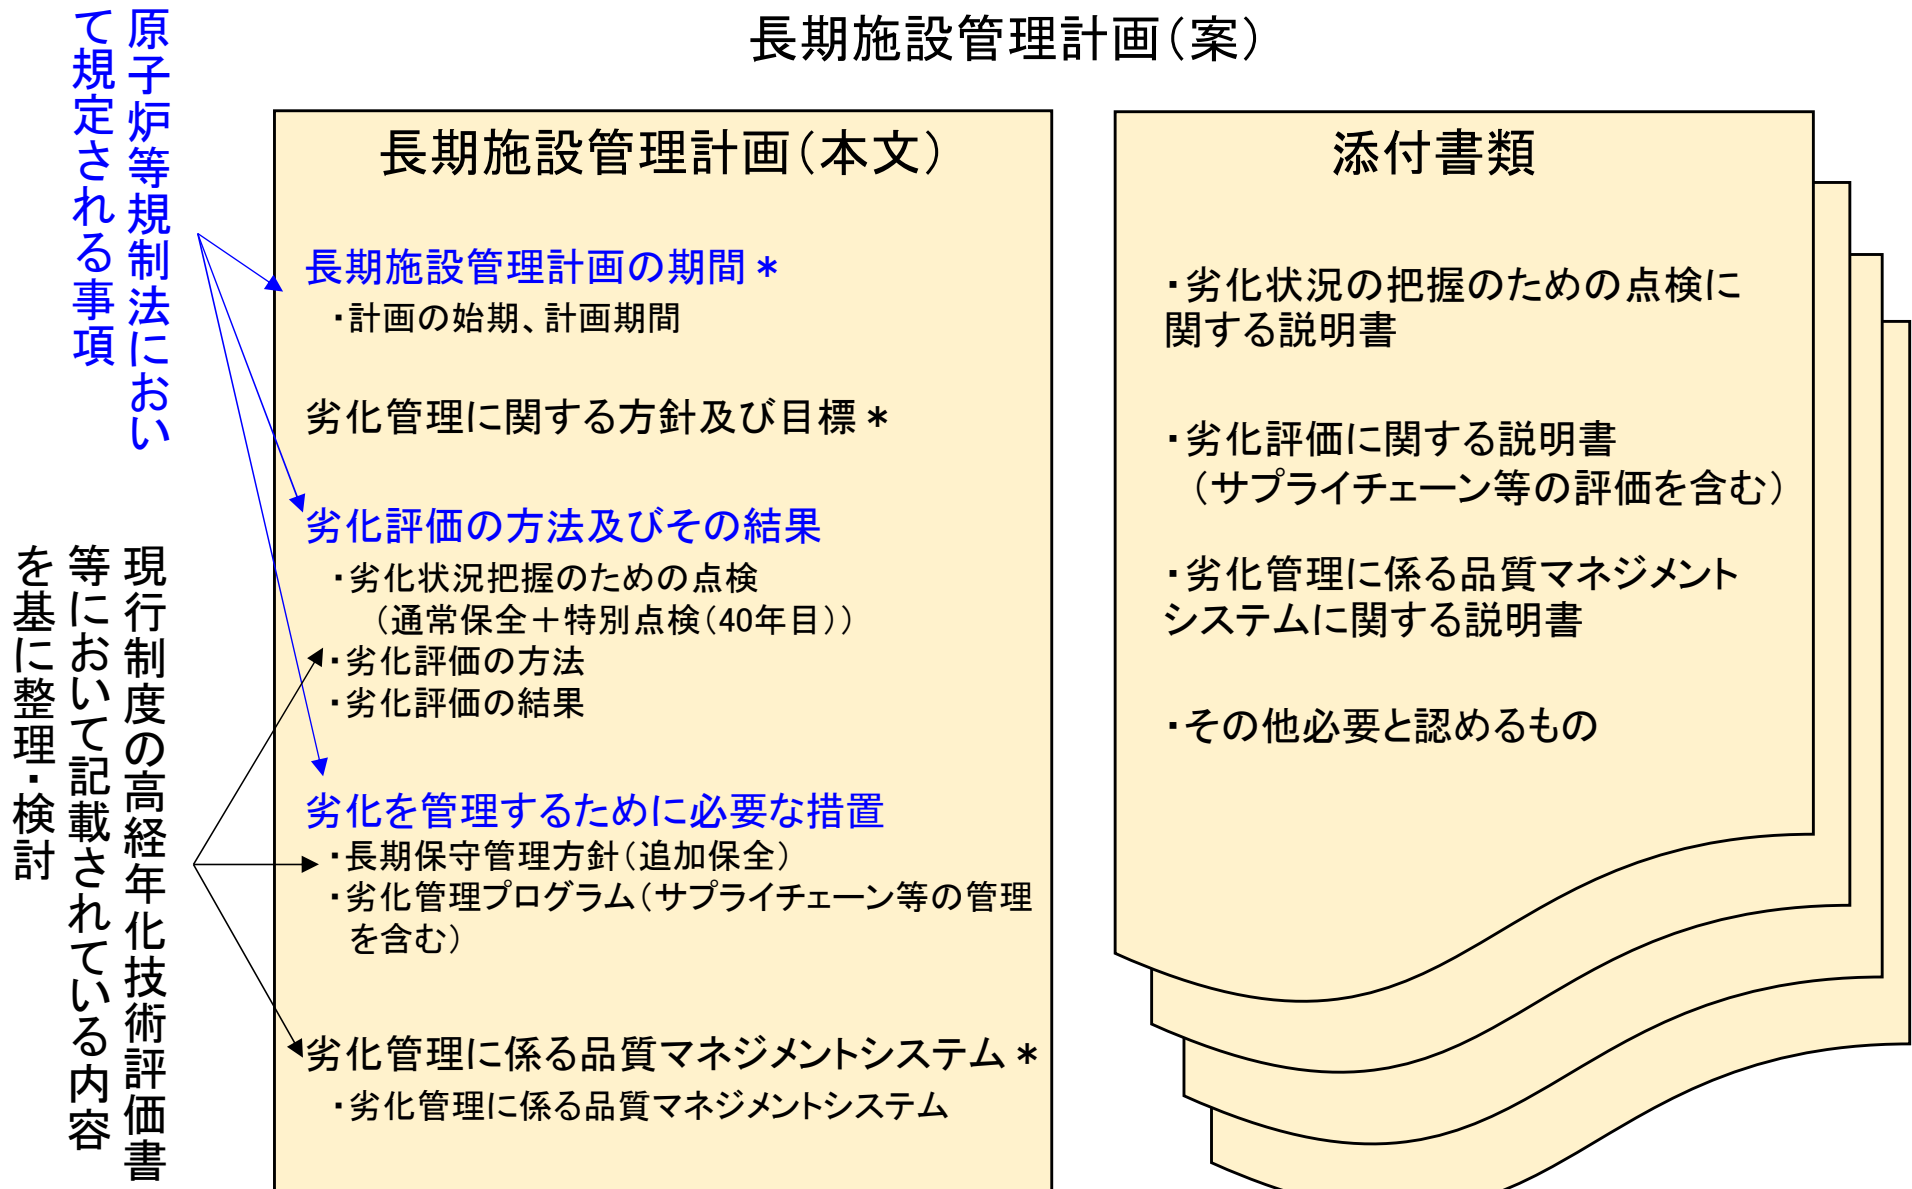 長期施設管理計画（案）
原子炉等規制法におい
て規定される事項
現行制度の高経年化技術評価書
等において記載されている内容
を基に整理・検討
長期施設管理計画（本文）
長期施設管理計画の期間＊
・計画の始期、計画期間
劣化管理に関する方針及び目標＊
劣化評価の方法及びその結果
・劣化状況把握のための点検
（通常保全＋特別点検（40年目））
・劣化評価の方法
・劣化評価の結果
劣化を管理するために必要な措置
・長期保守管理方針（追加保全）
・劣化管理プログラム（サプライチェーン等の管理
を含む）
劣化管理に係る品質マネジメントシステム＊
・劣化管理に係る品質マネジメントシステム
添付書類
・劣化状況の把握のための点検に
関する説明書
・劣化評価に関する説明書
（サプライチェーン等の評価を含む）
・劣化管理に係る品質マネジメント
システムに関する説明書
・その他必要と認めるもの